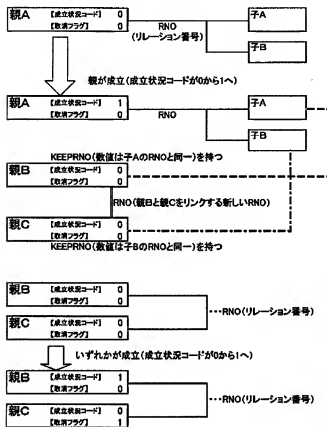 親A 【成立状況コード】 0
【取消フラグ】 0
RNO
(リレーション番号)
子A
子B
親が成立(成立状況コードが0から1へ)
親A 【成立状況コード】 1
【取消フラグ】 0
RNO
子A
子B
KEEPRNO(数値は子AのRNOと同一)を持つ
親B 【成立状況コード】 0
【取消フラグ】 0
RNO(親Bと親Cをリンクする新しいRNO)
親C 【成立状況コード】 0
【取消フラグ】 0
KEEPRNO(数値は子BのRNOと同一)を持つ
親B 【成立状況コード】 0
【取消フラグ】 0
…RNO(リレーション番号)
親C 【成立状況コード】 0
【取消フラグ】 0
いずれかが成立(成立状況コードが0から1へ)
親B 【成立状況コード】 1
【取消フラグ】 0
…RNO(リレーション番号)
親C 【成立状況コード】 0
【取消フラグ】 1